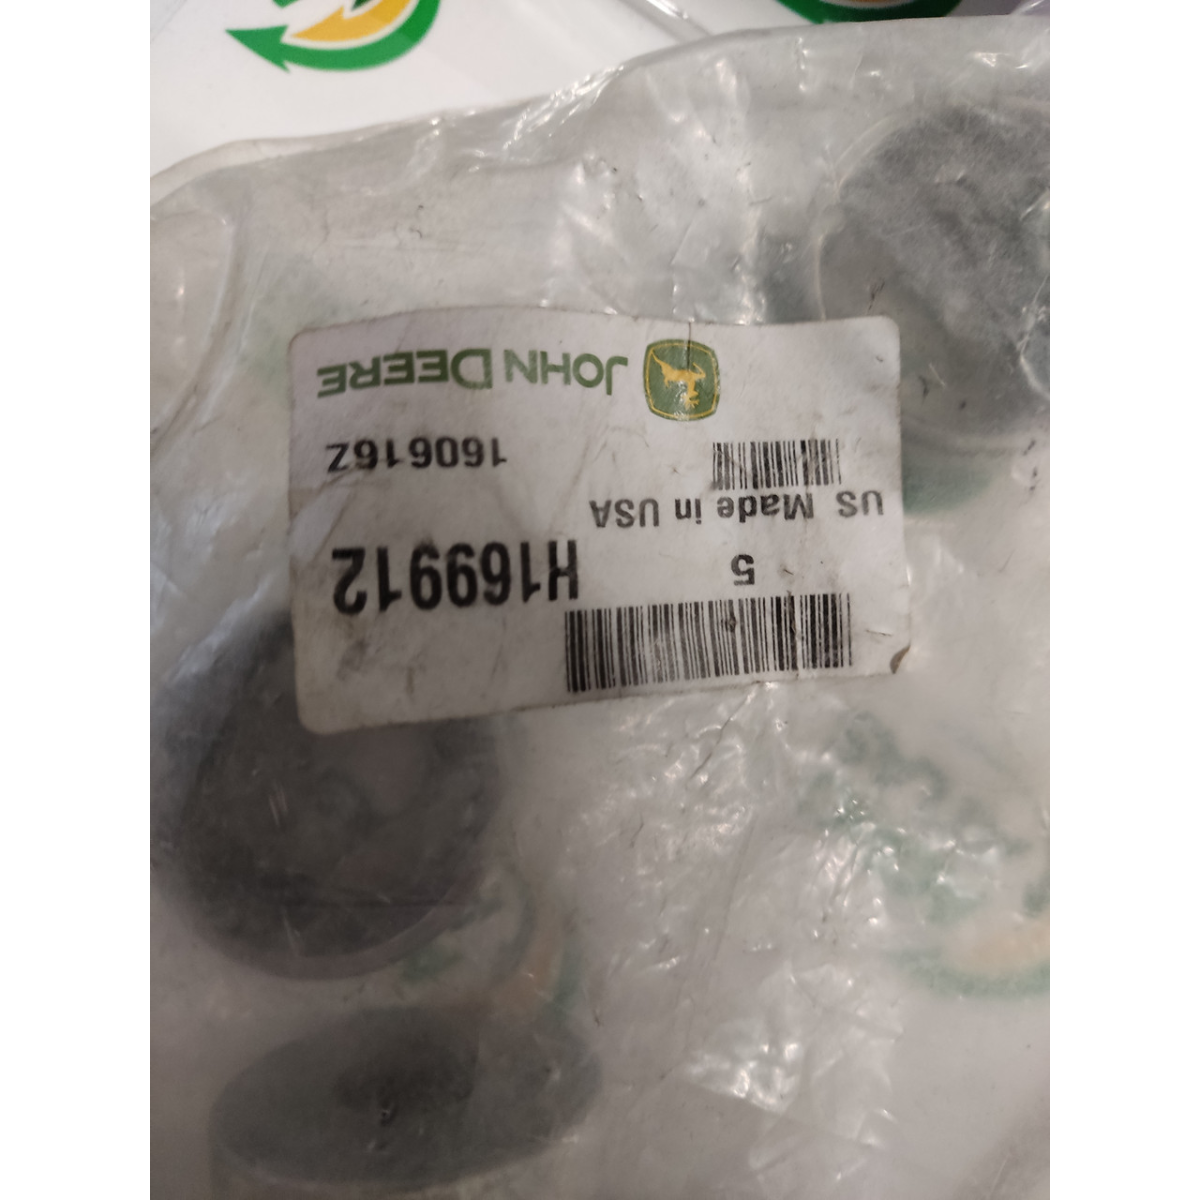 H169912
5
US Made in USA
160616Z
JOHN DEERE